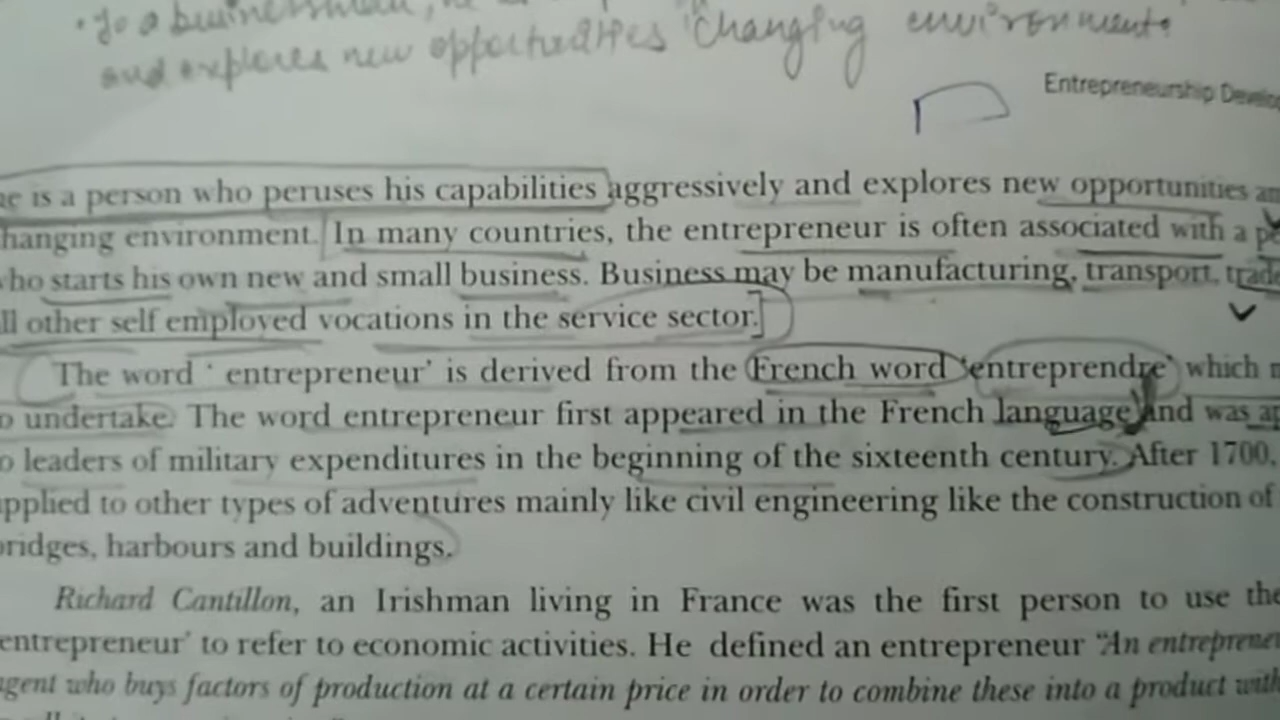 • To a businessman, he
and explores new opportunities changing environment.
Entrepreneurship
is a person who peruses his capabilities aggressively and explores new opportunities
hanging environment. In many countries, the entrepreneur is often associated with a
who starts his own new and small business. Business may be manufacturing, transport, trade
ll other self employed vocations in the service sector.]
The word ' entrepreneur' is derived from the French word 'entreprendre' which
o undertake. The word entrepreneur first appeared in the French language and was
o leaders of military expenditures in the beginning of the sixteenth century. After 1700,
applied to other types of adventures mainly like civil engineering like the construction of
bridges, harbours and buildings.
Richard Cantillon, an Irishman living in France was the first person to use the
entrepreneur' to refer to economic activities. He defined an entrepreneur "An
agent who buys factors of production at a certain price in order to combine these into a product with